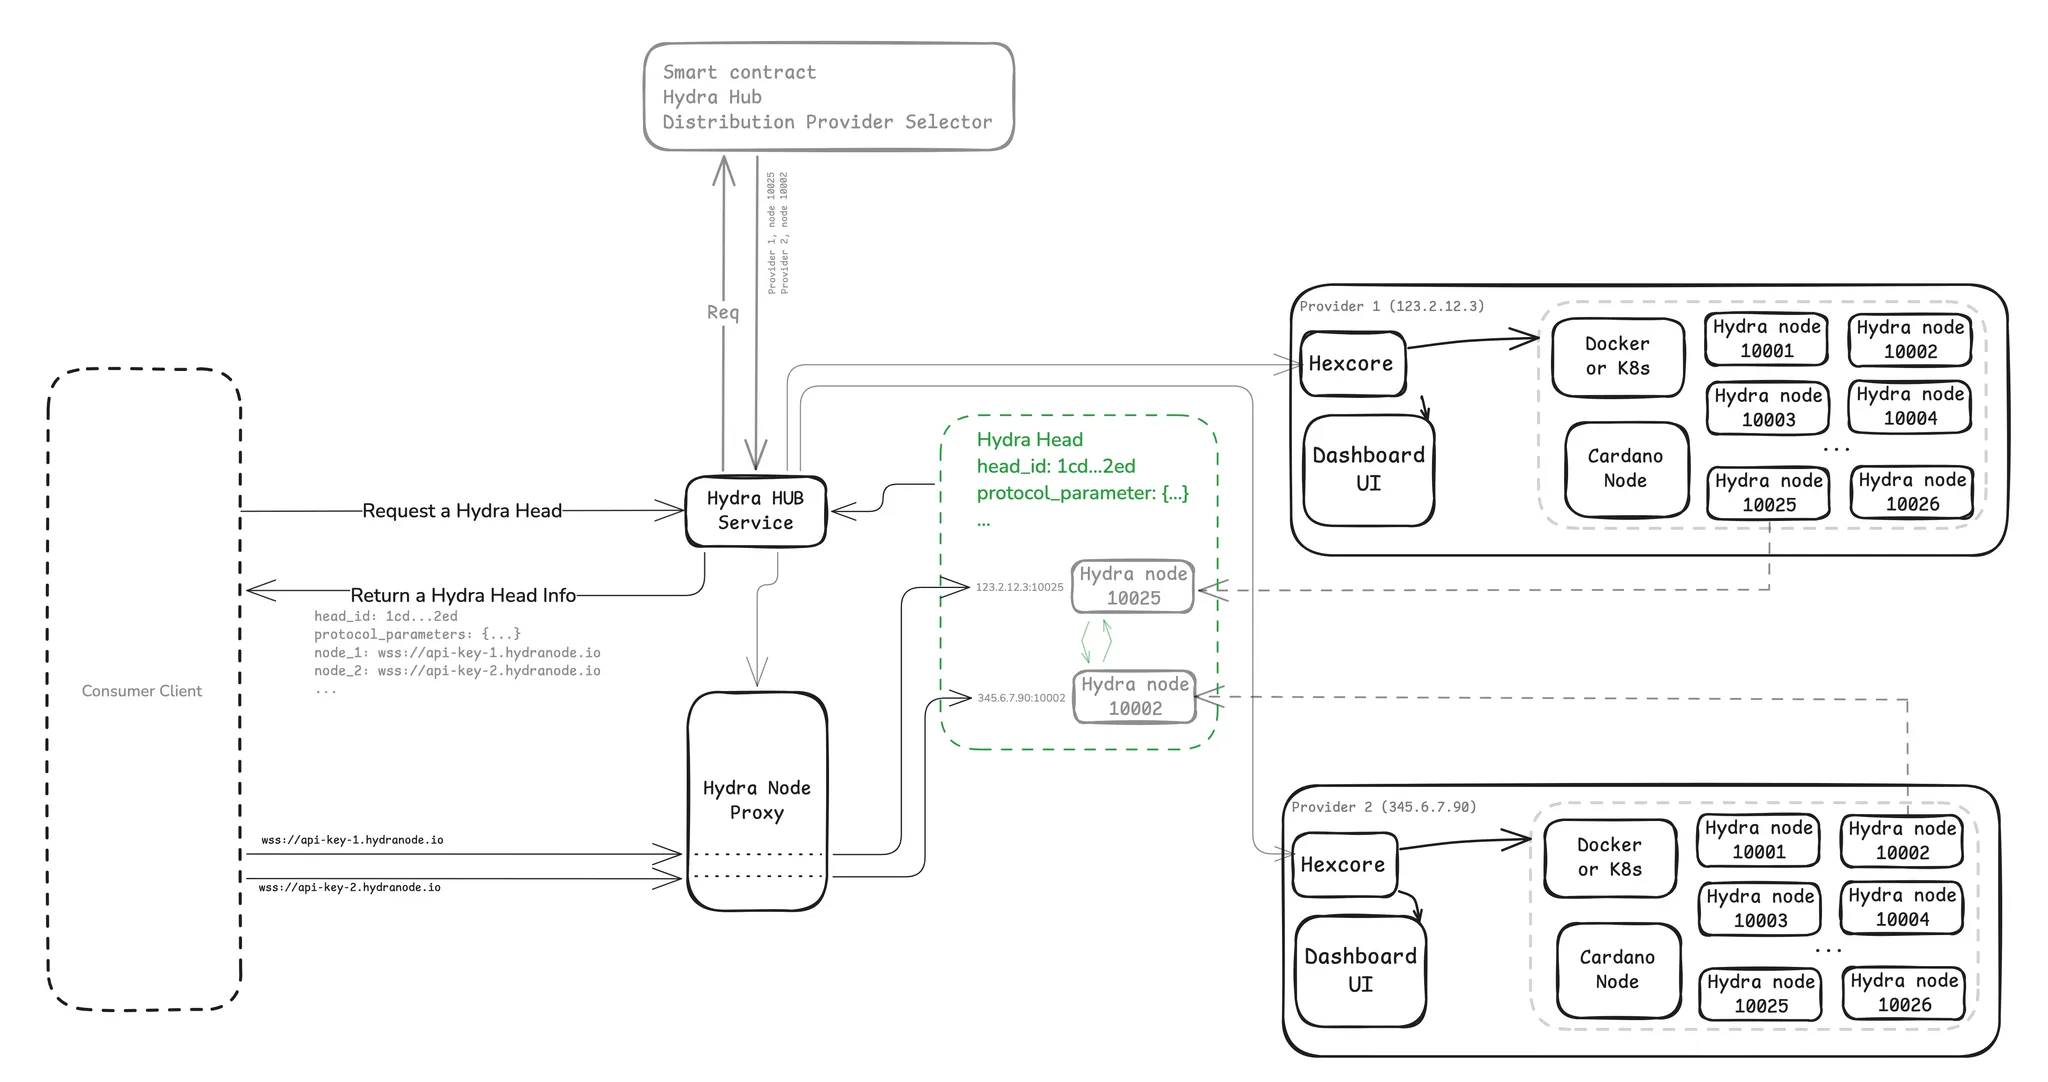 Smart contract
Hydra Hub
Distribution Provider Selector
Provider 1, node 10025
Provider 2, node 10002
Req
Request a Hydra Head
Hydra HUB
Service
Return a Hydra Head Info
head_id: 1cd...2ed
protocol_parameters: {...}
node_1: wss://api-key-1.hydranode.io
node_2: wss://api-key-2.hydranode.io
...
Consumer Client
Hydra Node
Proxy
wss://api-key-1.hydranode.io
wss://api-key-2.hydranode.io
Hydra Head
head_id: 1cd...2ed
protocol_parameter: {...}
...
123.2.12.3:10025
Hydra node
10025
345.6.7.90:10002
Hydra node
10002
Provider 1 (123.2.12.3)
Hexcore
Dashboard
UI
Docker
or K8s
Cardano
Node
Hydra node
10001
Hydra node
10002
Hydra node
10003
Hydra node
10004
...
Hydra node
10025
Hydra node
10026
Provider 2 (345.6.7.90)
Hexcore
Dashboard
UI
Docker
or K8s
Cardano
Node
Hydra node
10001
Hydra node
10002
Hydra node
10003
Hydra node
10004
...
Hydra node
10025
Hydra node
10026